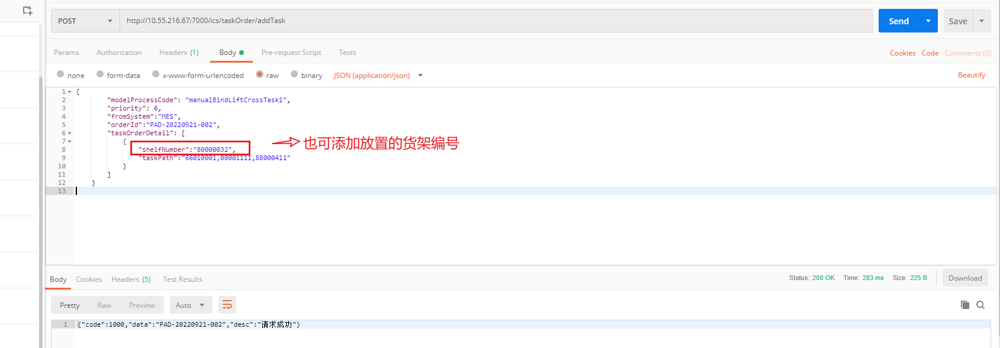 POST
http://10.55.216.67:7000/ics/taskOrder/addTask
Send
Save
Params
Authorization
Headers (1)
Body
Pre-request Script
Tests
Cookies
Code
Comments (0)
none
form-data
x-www-form-urlencoded
raw
binary
JSON (application/json)
Beautify
1 {
2 "modelProcessCode": "manualBindLiftCrossTask1",
3 "priority": 6,
4 "fromSystem":"MES",
5 "orderId":"PAD-20220921-002",
6 "taskOrderDetail": [
7 {
8 "shelfNumber":"80000032",
也可添加放置的货架编号
9 "taskPath":"66010001,00001111,88000411"
10 }
11 ]
12 }
13
Body
Cookies
Headers (5)
Test Results
Status: 200 OK
Time: 283 ms
Size: 225 B
Download
Pretty
Raw
Preview
Auto
1 {"code":1000,"data":"PAD-20220921-002","desc":"请求成功"}